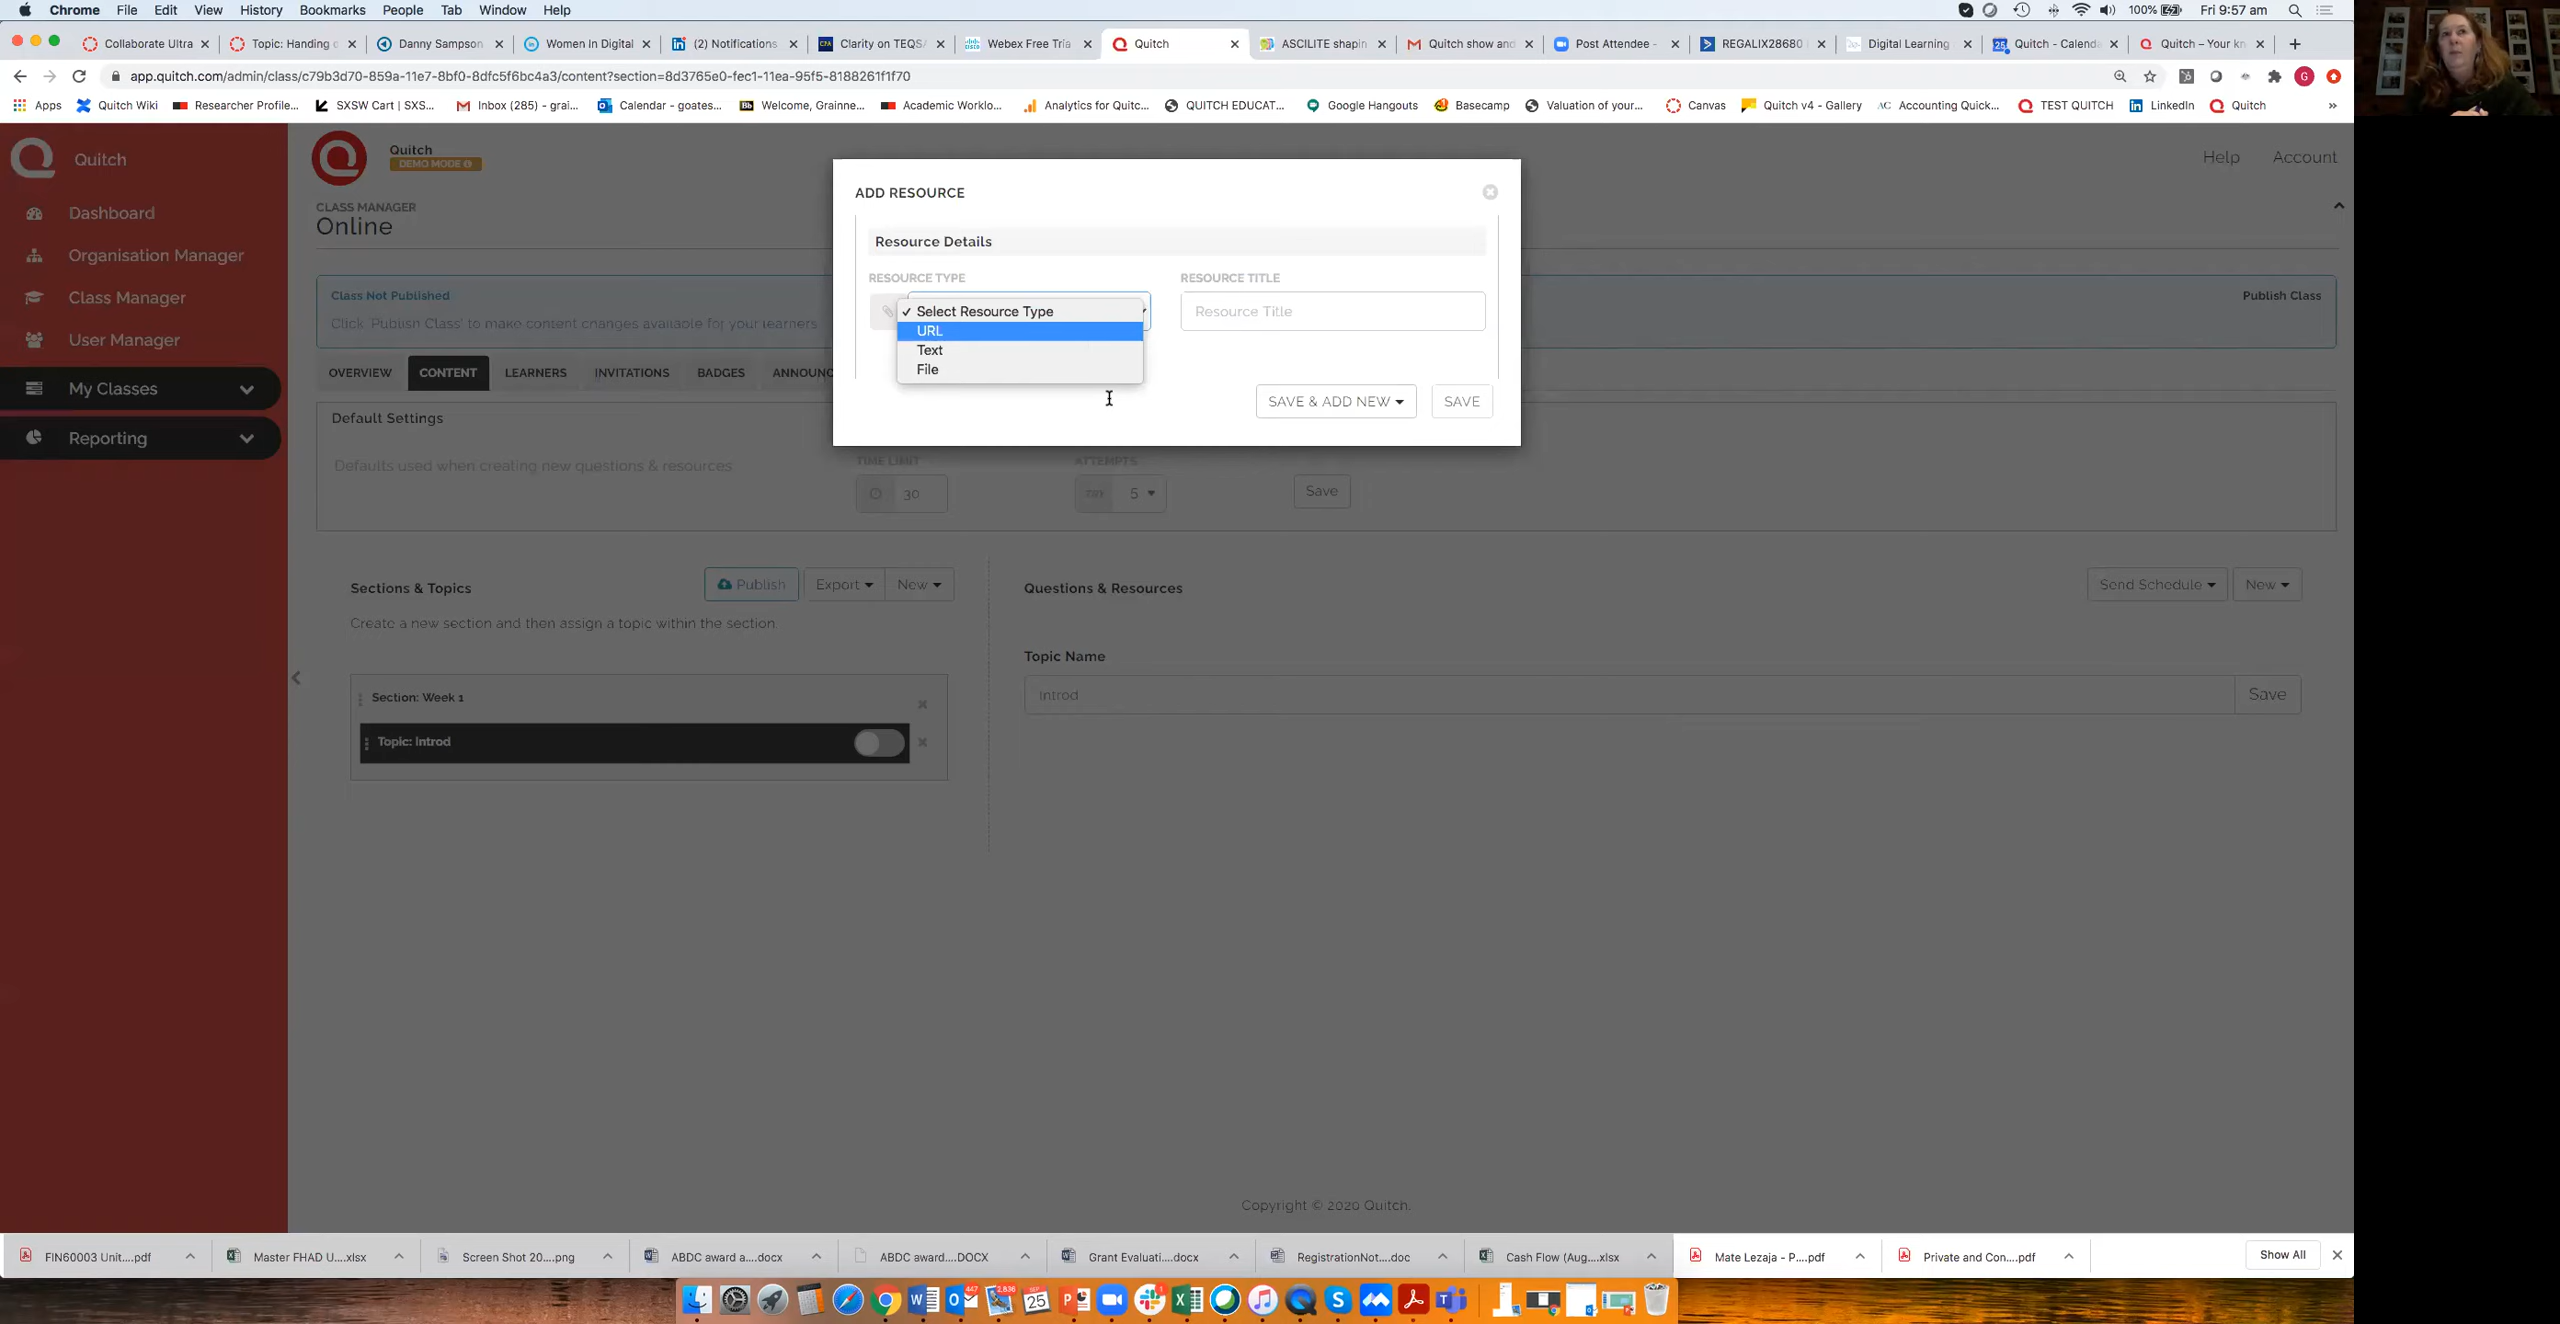 Chrome File Edit View History Bookmarks People Tab Window Help 100% Fri 9:57 am
Collaborate Ultra Topic: Handing o Danny Sampson Women In Digital (2) Notifications Clarity on TEQS Webex Free Tria Quitch ASCILITE shapin Quitch show and Post Attendee - REGALIX28680 Digital Learning Quitch - Calend Quitch – Your kn
app.quitch.com/admin/class/c79b3d70-859a-11e7-8bf0-8dfc5f6bc4a3/content?section=8d3765e0-fec1-11ea-95f5-8188261f1f70
Apps Quitch Wiki Researcher Profile... SXSW Cart | SXS... Inbox (285) - grai... Calendar - goates... Welcome, Grainne... Academic Worklo... Analytics for Quitc... QUITCH EDUCAT... Google Hangouts Basecamp Valuation of your... Canvas Quitch v4 - Gallery Accounting Quick... TEST QUITCH LinkedIn Quitch »
Quitch
Dashboard
Organisation Manager
Class Manager
User Manager
My Classes
Reporting
Quitch
DEMO MODE
Help Account
CLASS MANAGER
Online
Class Not Published
Publish Class
Click 'Publish Class' to make content changes available for your learners
OVERVIEW CONTENT LEARNERS INVITATIONS BADGES ANNOUNC
ADD RESOURCE
Resource Details
RESOURCE TYPE RESOURCE TITLE
Select Resource Type
URL
Text
File
Resource Title
SAVE & ADD NEW SAVE
Default Settings
Defaults used when creating new questions & resources
TIME LIMIT ATTEMPTS
30 5 Save
Sections & Topics Publish Export New
Create a new section and then assign a topic within the section.
Section: Week 1
Topic: Introd
Questions & Resources Send Schedule New
Topic Name
Introd Save
Copyright © 2020 Quitch.
FIN60003 Unit....pdf Master FHAD U....xlsx Screen Shot 20....png ABDC award a....docx ABDC award....DOCX Grant Evaluati....docx RegistrationNot....doc Cash Flow (Aug....xlsx Mate Lezaja - P....pdf Private and Con....pdf Show All